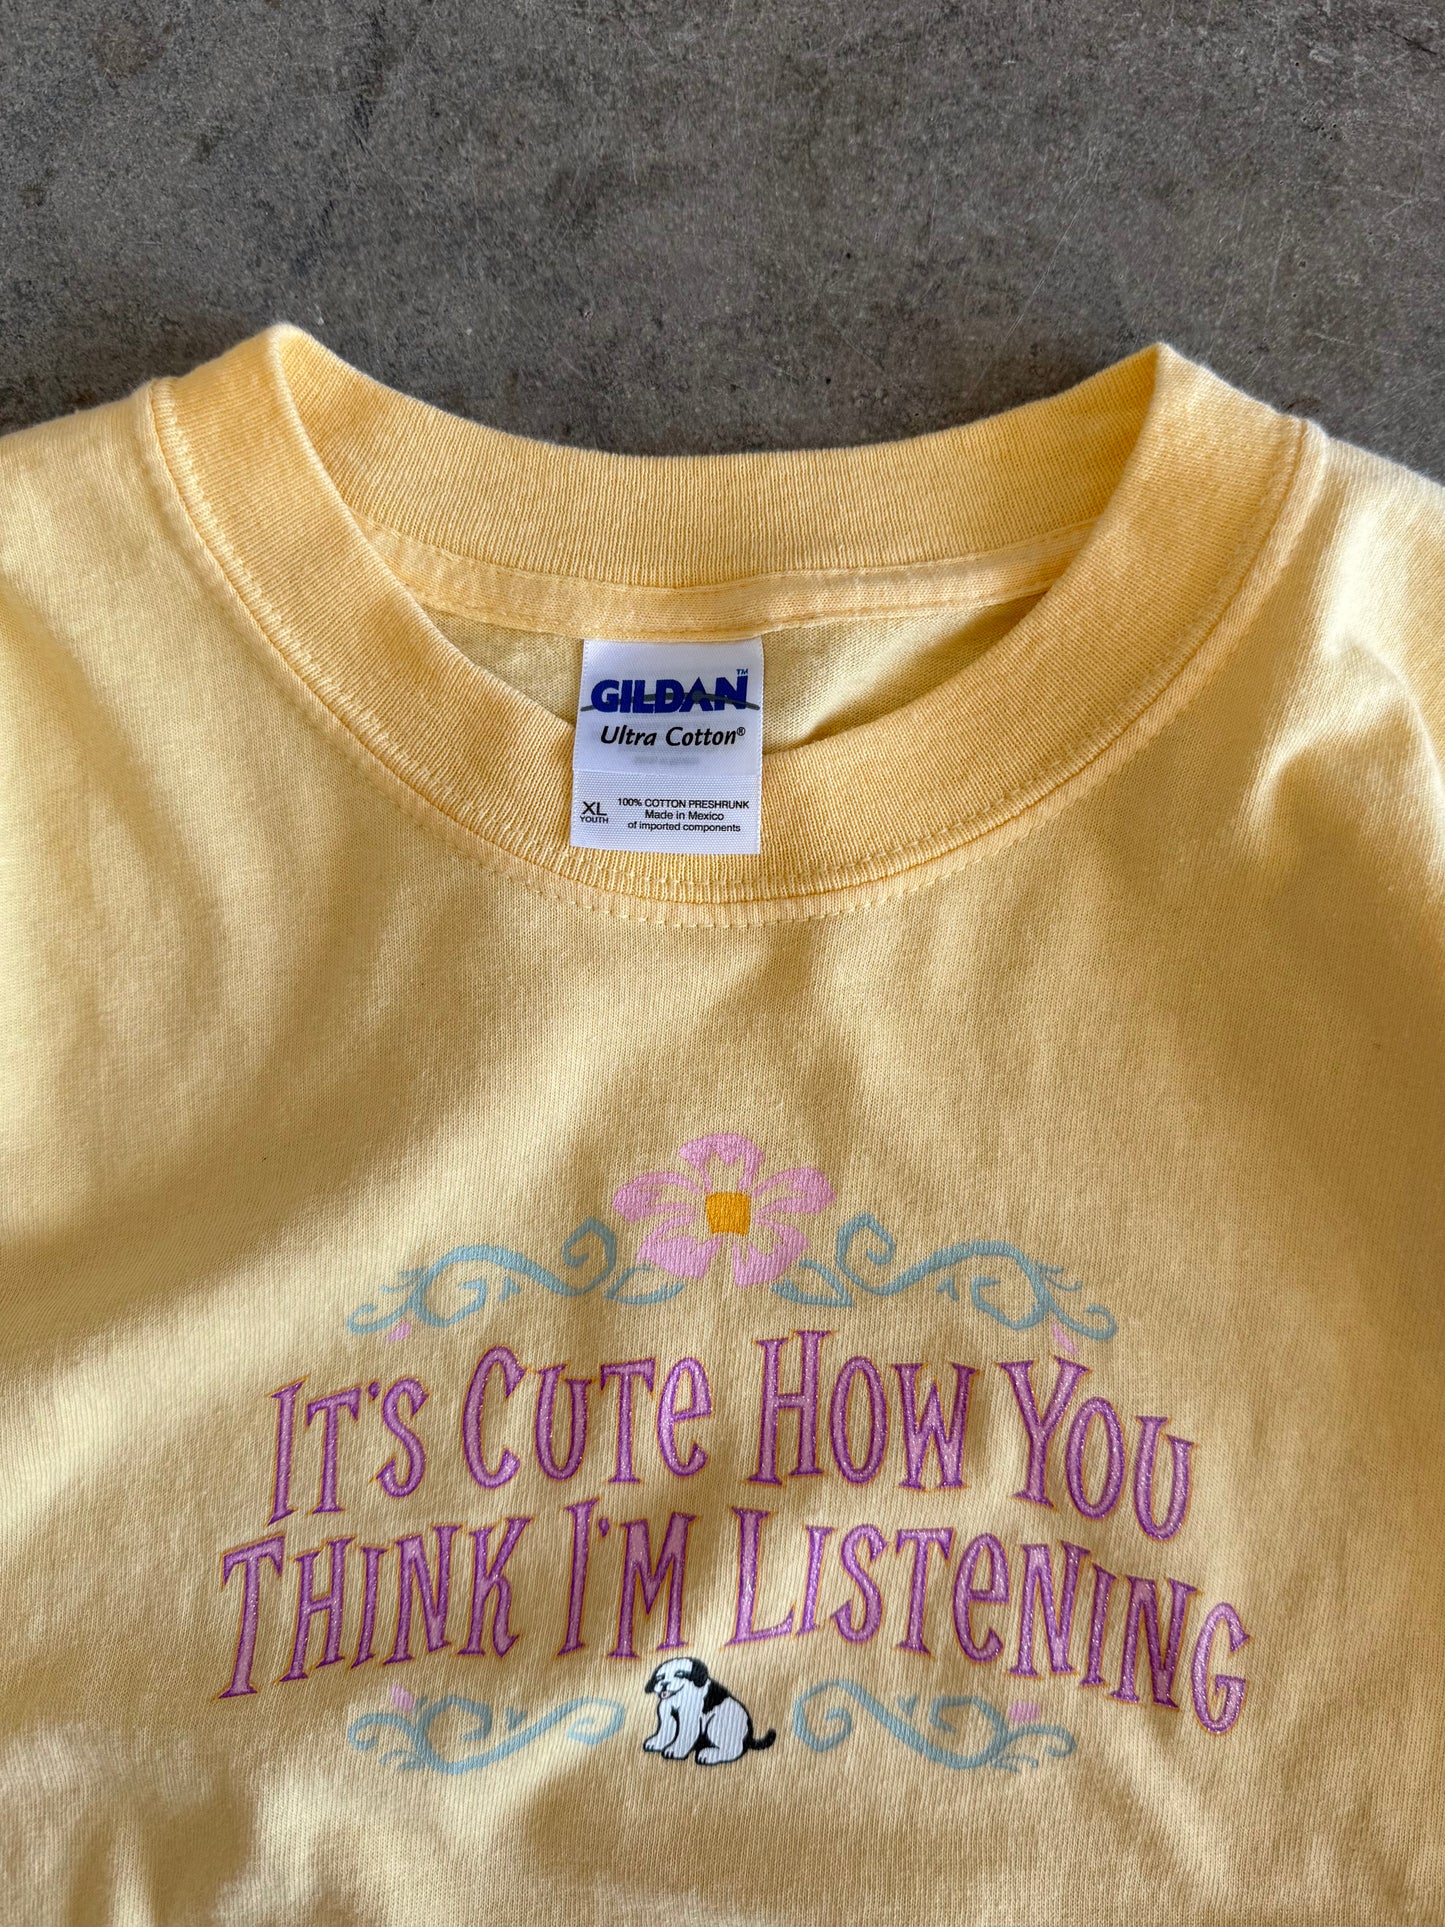 GILDAN™
Ultra Cotton®
XL
YOUTH
100% COTTON PRESHRUNK
Made in Mexico
of imported components
It's Cute How You
Think I'm Listening